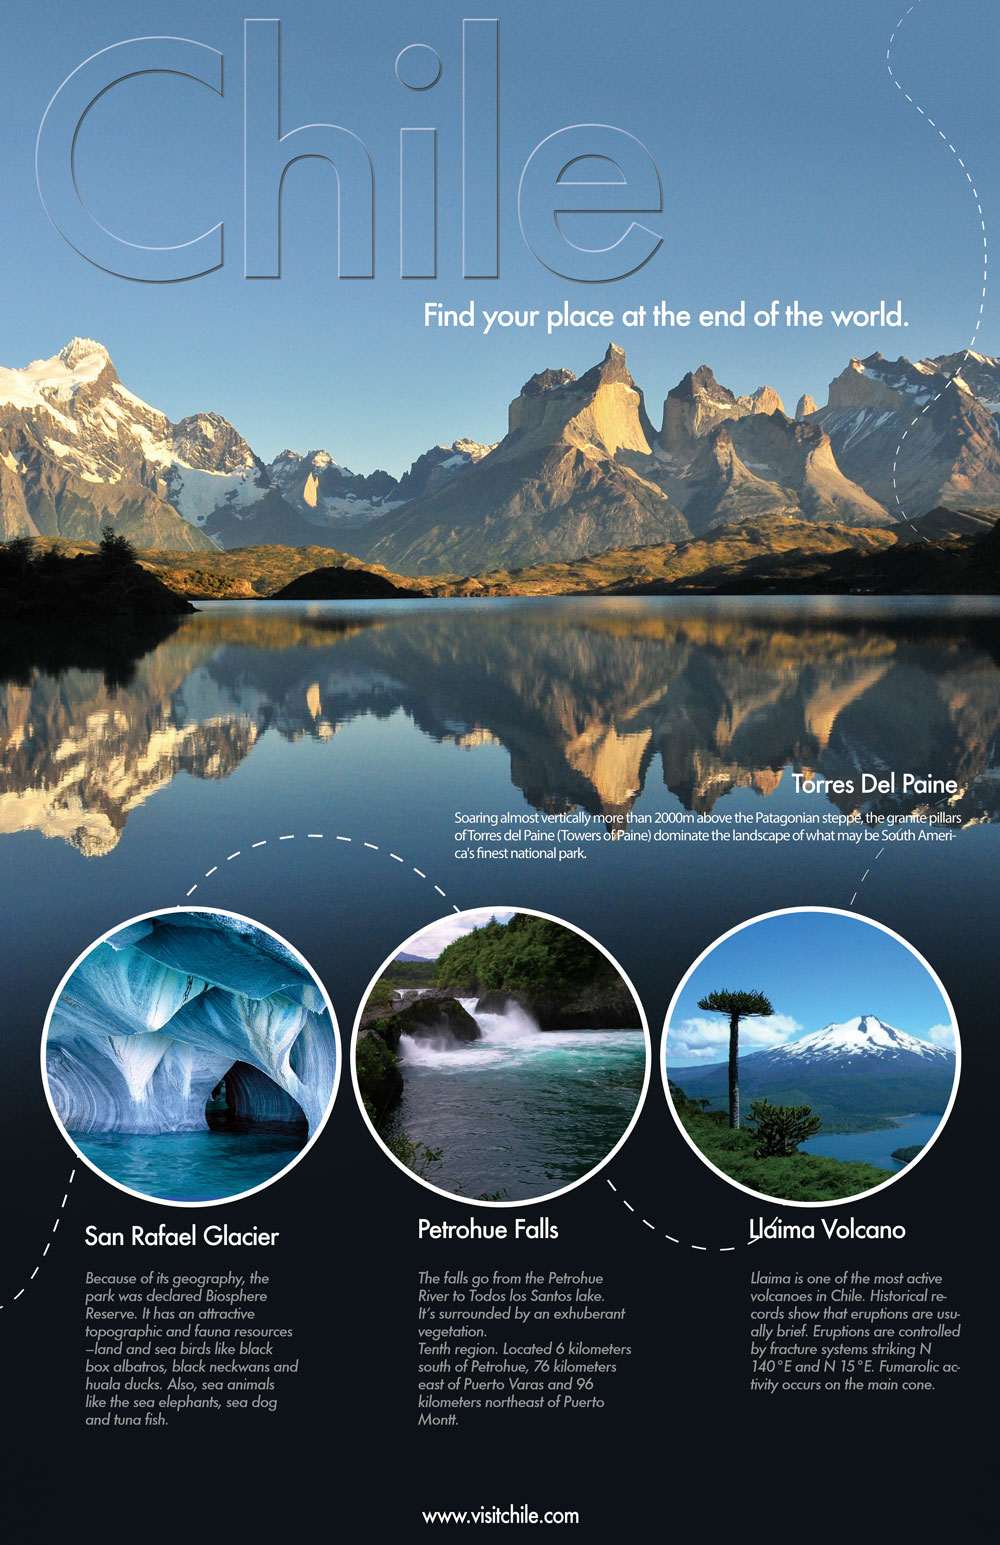 Chile
Find your place at the end of the world.
Torres Del Paine
Soaring almost vertically more than 2000m above the Patagonian steppe, the granite pillars
of Torres del Paine (Towers of Paine) dominate the landscape of what may be South Ameri-
ca's finest national park.
San Rafael Glacier
Because of its geography, the
park was declared Biosphere
Reserve. It has an attractive
topographic and fauna resources
–land and sea birds like black
box albatros, black neckwans and
huala ducks. Also, sea animals
like the sea elephants, sea dog
and tuna fish.
Petrohue Falls
The falls go from the Petrohue
River to Todos los Santos lake.
It's surrounded by an exhuberant
vegetation.
Tenth region. Located 6 kilometers
south of Petrohue, 76 kilometers
east of Puerto Varas and 96
kilometers northeast of Puerto
Montt.
Llaima Volcano
Llaima is one of the most active
volcanoes in Chile. Historical re-
cords show that eruptions are usu-
ally brief. Eruptions are controlled
by fracture systems striking N
140°E and N 15°E. Fumarolic ac-
tivity occurs on the main cone.
www.visitchile.com